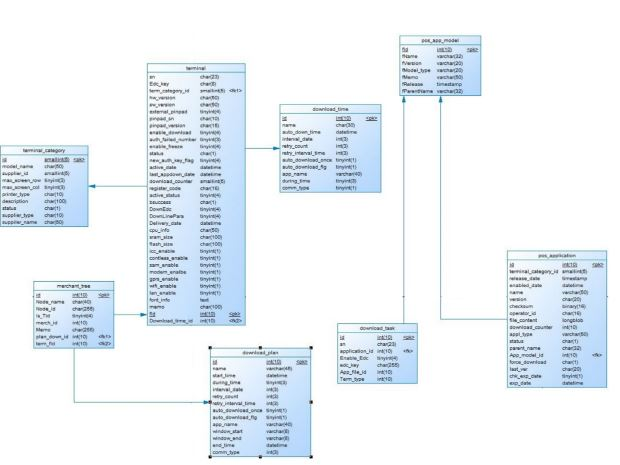 pos_app_model
fid int(10) <pk>
fName varchar(32)
fVersion varchar(20)
fModel_type varchar(20)
fMemo varchar(50)
fRelease timestamp
fParentName varchar(32)
terminal
sn char(23)
Edc_key char(8)
term_category_id smallint(5) <fk1>
hw_version char(50)
sw_version char(50)
external_pinpad tinyint(4)
pinpad_sn char(10)
pinpad_version char(16)
enable_download tinyint(4)
auth_failed_number tinyint(3)
enable_freeze tinyint(4)
status char(1)
new_auth_key_flag tinyint(4)
active_date datetime
last_appdown_date datetime
download_counter smallint(5)
register_code char(16)
active_status tinyint(4)
bsuccess char(1)
DownEdc tinyint(4)
DownLinePara tinyint(4)
Delivery_date datetime
cpu_info char(50)
sram_size char(100)
flash_size char(100)
icc_enable tinyint(1)
contless_enable tinyint(1)
sam_enable tinyint(1)
modem_enalbe tinyint(1)
gprs_enable tinyint(1)
wifi_enable tinyint(1)
lan_enable tinyint(1)
font_info text
memo char(100)
fid int(10) <pk>
Download_time_id int(10) <fk2>
download_time
id int(10) <pk>
name char(30)
auto_down_time datetime
interval_date int(3)
retry_count int(3)
retry_interval_time int(3)
auto_download_once tinyint(1)
auto_download_flg tinyint(1)
app_name varchar(40)
during_time tinyint(3)
comm_type tinyint(1)
terminal_category
id smallint(5) <pk>
model_name char(50)
supplier_id smallint(5)
max_screen_row tinyint(3)
max_screen_col tinyint(3)
printer_type char(10)
description char(100)
status char(1)
supplier_type char(10)
supplier_name char(50)
merchant_tree
id int(10) <pk>
Node_name char(40)
Node_id char(255)
Is_Tid tinyint(4)
merch_id int(10)
Memo char(255)
plan_down_id int(10) <fk1>
term_fid int(10) <fk2>
pos_application
id int(10) <pk>
terminal_category_id smallint(5)
release_date timestamp
enabled_date datetime
name varchar(50)
version char(20)
checksum binary(16)
operator_id char(16)
file_content longblob
download_counter int(10)
appl_type varchar(50)
status char(1)
parent_name char(32)
App_model_id int(10) <fk>
force_download char(1)
last_ver char(20)
chk_exp_date tinyint(1)
exp_date datetime
download_task
id int(10) <pk>
sn char(23)
application_id int(10) <fk>
Enable_Edc tinyint(4)
edc_key char(255)
App_file_id int(10)
Term_type int(10)
download_plan
id int(10) <pk>
name varchar(45)
start_time datetime
during_time tinyint(3)
interval_date int(3)
retry_count int(3)
retry_interval_time int(3)
auto_download_once tinyint(1)
auto_download_flg tinyint(1)
app_name varchar(40)
window_start varchar(8)
window_end varchar(8)
end_time datetime
comm_type int(3)